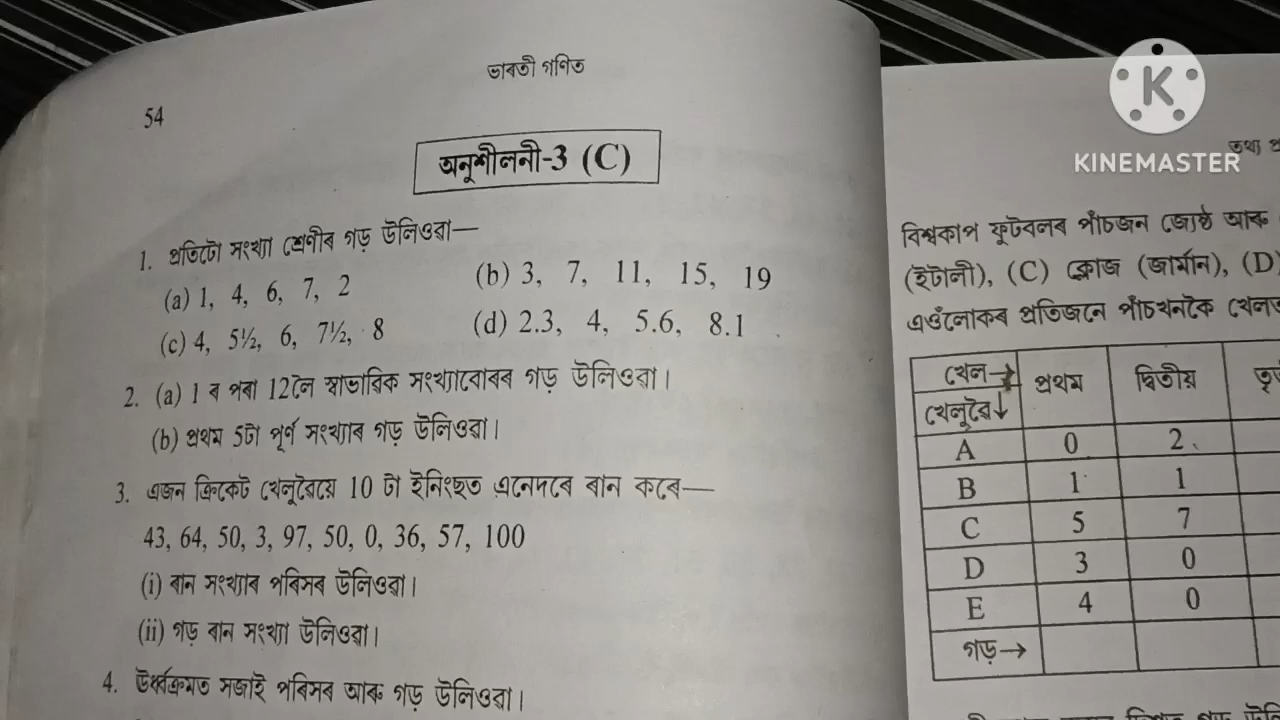 ভাৰতী গণিত
54
অনুশীলনী-3 (C)
1. প্ৰতিটো সংখ্যা শ্ৰেণীৰ গড় উলিওৱা—
(a) 1, 4, 6, 7, 2 (b) 3, 7, 11, 15, 19
(c) 4, 5½, 6, 7½, 8 (d) 2.3, 4, 5.6, 8.1
2. (a) 1 ৰ পৰা 12লৈ স্বাভাৱিক সংখ্যাবোৰৰ গড় উলিওৱা।
(b) প্ৰথম 5টা পূৰ্ণ সংখ্যাৰ গড় উলিওৱা।
3. এজন ক্ৰিকেট খেলুৱৈয়ে 10 টা ইনিংছত এনেদৰে ৰান কৰে—
43, 64, 50, 3, 97, 50, 0, 36, 57, 100
(i) ৰান সংখ্যাৰ পৰিসৰ উলিওৱা।
(ii) গড় ৰান সংখ্যা উলিওৱা।
4. ঊৰ্ধ্বক্ৰমত সজাই পৰিসৰ আৰু গড় উলিওৱা।
K
KINEMASTER
তথ্য
বিশ্বকাপ ফুটবলৰ পাঁচজন জ্যেষ্ঠ আৰু
(ইটালী), (C) ক্লোজ (জাৰ্মান), (D)
এওঁলোকৰ প্ৰতিজনে পাঁচখনকৈ
খেল→ প্ৰথম দ্বিতীয়
খেলুৱৈ↓
A 0 2
B 1 1
C 5 7
D 3 0
E 4 0
গড়→